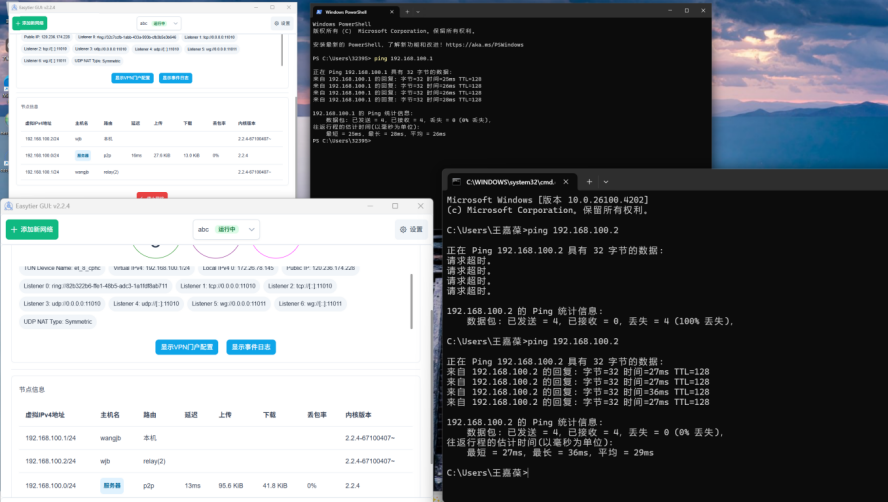 Easytier GUI: v2.2.4
+ 添加新网络
abc 运行中
设置
Public IP: 120.236.174.228
Listener 1: tcp://0.0.0.0:11010
Listener 2: tcp://[::]:11010
Listener 3: udp://0.0.0.0:11010
Listener 4: udp://[::]:11010
Listener 5: wg://0.0.0.0:11011
Listener 6: wg://[::]:11011
UDP NAT Type: Symmetric
显示VPN门户配置
显示事件日志
节点信息
虚拟IPv4地址 主机名 路由 延迟 上传 下载 丢包率 内核版本
192.168.100.2/24 wjb 本机 2.2.4-67100407~
192.168.100.0/24 服务器 p2p 2.2.4
192.168.100.1/24 wangjb relay(2) 2.2.4-67100407~
Windows PowerShell
Windows PowerShell
版权所有 (C) Microsoft Corporation。保留所有权利。
安装最新的 PowerShell，了解新功能和改进！https://aka.ms/PSWindows
PS C:\Users\32395> ping 192.168.100.1
正在 Ping 192.168.100.1 具有 32 字节的数据:
来自 192.168.100.1 的回复: 字节=32 时间=25ms TTL=128
来自 192.168.100.1 的回复: 字节=32 时间=26ms TTL=128
来自 192.168.100.1 的回复: 字节=32 时间=28ms TTL=128
来自 192.168.100.1 的回复: 字节=32 时间=26ms TTL=128
192.168.100.1 的 Ping 统计信息:
数据包: 已发送 = 4，已接收 = 4，丢失 = 0 (0% 丢失)，
往返行程的估计时间(以毫秒为单位):
最短 = 25ms，最长 = 28ms，平均 = 26ms
PS C:\Users\32395>
Easytier GUI: v2.2.4
+ 添加新网络
abc 运行中
设置
Virtual IPv4: 192.168.100.1/24
Local IPv4 0: 172.26.78.145
Public IP: 120.236.174.228
Listener 1: tcp://0.0.0.0:11010
Listener 2: tcp://[::]:11010
Listener 3: udp://0.0.0.0:11010
Listener 4: udp://[::]:11010
Listener 5: wg://0.0.0.0:11011
Listener 6: wg://[::]:11011
UDP NAT Type: Symmetric
显示VPN门户配置
显示事件日志
节点信息
虚拟IPv4地址 主机名 路由 延迟 上传 下载 丢包率 内核版本
192.168.100.1/24 wangjb 本机 2.2.4-67100407~
192.168.100.2/24 wjb relay(2) 2.2.4-67100407~
192.168.100.0/24 服务器 p2p 13ms 95.6 KiB 41.8 KiB 0% 2.2.4
C:\WINDOWS\system32\cmd.
Microsoft Windows [版本 10.0.26100.4202]
(c) Microsoft Corporation。保留所有权利。
C:\Users\王嘉葆>ping 192.168.100.2
正在 Ping 192.168.100.2 具有 32 字节的数据:
请求超时。
请求超时。
请求超时。
请求超时。
192.168.100.2 的 Ping 统计信息:
数据包: 已发送 = 4，已接收 = 0，丢失 = 4 (100% 丢失)，
C:\Users\王嘉葆>ping 192.168.100.2
正在 Ping 192.168.100.2 具有 32 字节的数据:
来自 192.168.100.2 的回复: 字节=32 时间=27ms TTL=128
来自 192.168.100.2 的回复: 字节=32 时间=27ms TTL=128
来自 192.168.100.2 的回复: 字节=32 时间=36ms TTL=128
来自 192.168.100.2 的回复: 字节=32 时间=27ms TTL=128
192.168.100.2 的 Ping 统计信息:
数据包: 已发送 = 4，已接收 = 4，丢失 = 0 (0% 丢失)，
往返行程的估计时间(以毫秒为单位):
最短 = 27ms，最长 = 36ms，平均 = 29ms
C:\Users\王嘉葆>